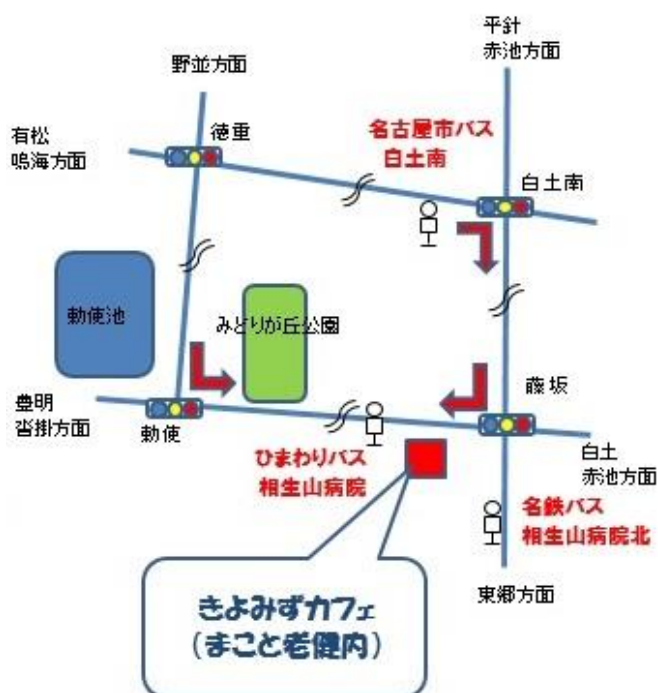 平針
赤池方面
野並方面
名古屋市バス
白土南
徳重
有松
鳴海方面
白土南
勅使池
みどりが丘公園
藤坂
豊明
沓掛方面
勅使
ひまわりバス
相生山病院
白土
赤池方面
名鉄バス
相生山病院北
東郷方面
きよみずカフェ
(まこと老健内)